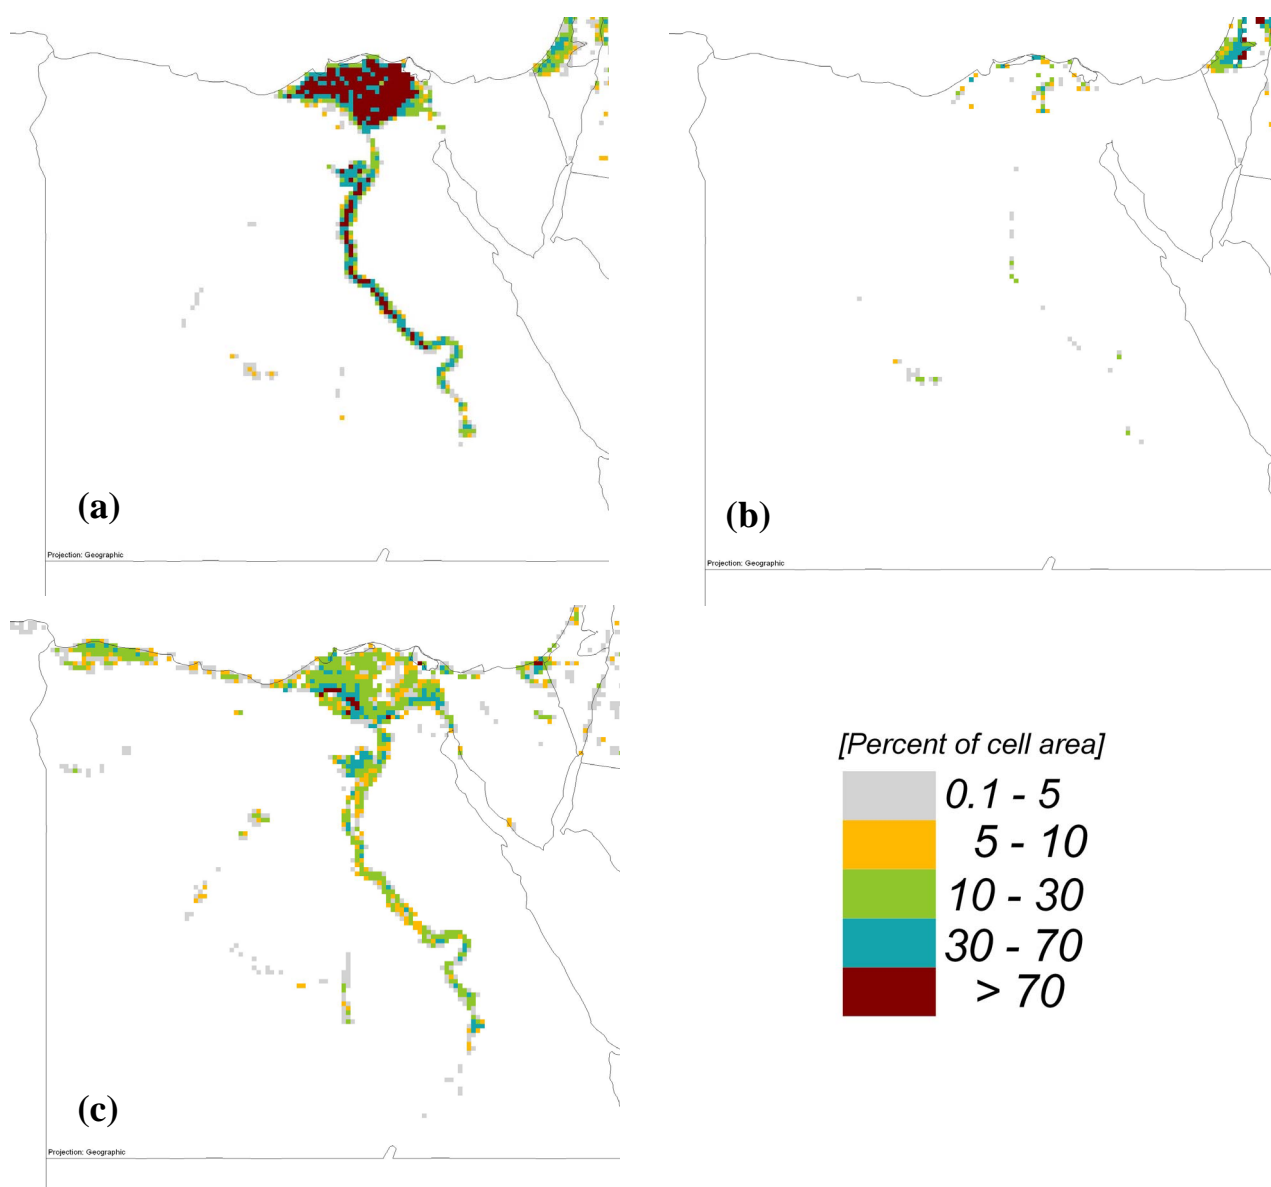 (a)
Projection: Geographic
(b)
Projection: Geographic
(c)
Projection: Geographic
[Percent of cell area]
0.1 - 5
5 - 10
10 - 30
30 - 70
> 70